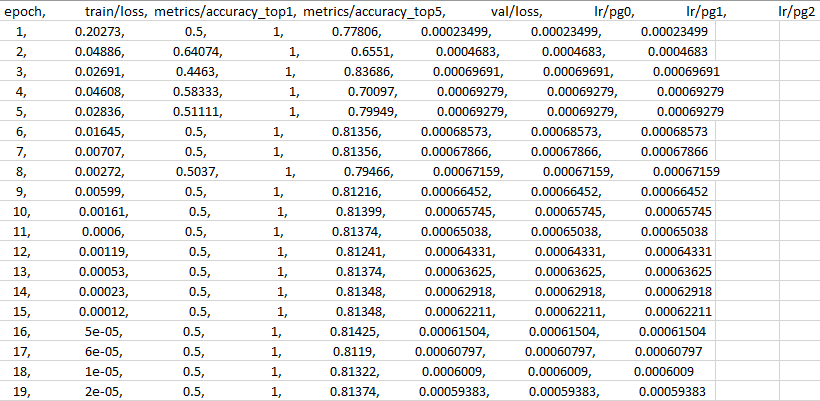 epoch, train/loss, metrics/accuracy_top1, metrics/accuracy_top5, val/loss, lr/pg0, lr/pg1, lr/pg2
1, 0.20273, 0.5, 1, 0.77806, 0.00023499, 0.00023499, 0.00023499
2, 0.04886, 0.64074, 1, 0.6551, 0.0004683, 0.0004683, 0.0004683
3, 0.02691, 0.4463, 1, 0.83686, 0.00069691, 0.00069691, 0.00069691
4, 0.04608, 0.58333, 1, 0.70097, 0.00069279, 0.00069279, 0.00069279
5, 0.02836, 0.51111, 1, 0.79949, 0.00069279, 0.00069279, 0.00069279
6, 0.01645, 0.5, 1, 0.81356, 0.00068573, 0.00068573, 0.00068573
7, 0.00707, 0.5, 1, 0.81356, 0.00067866, 0.00067866, 0.00067866
8, 0.00272, 0.5037, 1, 0.79466, 0.00067159, 0.00067159, 0.00067159
9, 0.00599, 0.5, 1, 0.81216, 0.00066452, 0.00066452, 0.00066452
10, 0.00161, 0.5, 1, 0.81399, 0.00065745, 0.00065745, 0.00065745
11, 0.0006, 0.5, 1, 0.81374, 0.00065038, 0.00065038, 0.00065038
12, 0.00119, 0.5, 1, 0.81241, 0.00064331, 0.00064331, 0.00064331
13, 0.00053, 0.5, 1, 0.81374, 0.00063625, 0.00063625, 0.00063625
14, 0.00023, 0.5, 1, 0.81348, 0.00062918, 0.00062918, 0.00062918
15, 0.00012, 0.5, 1, 0.81348, 0.00062211, 0.00062211, 0.00062211
16, 5e-05, 0.5, 1, 0.81425, 0.00061504, 0.00061504, 0.00061504
17, 6e-05, 0.5, 1, 0.8119, 0.00060797, 0.00060797, 0.00060797
18, 1e-05, 0.5, 1, 0.81322, 0.0006009, 0.0006009, 0.0006009
19, 2e-05, 0.5, 1, 0.81374, 0.00059383, 0.00059383, 0.00059383